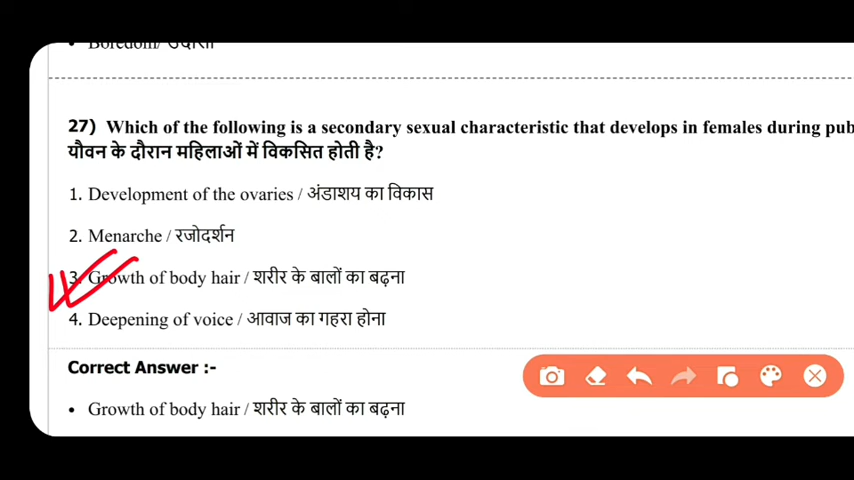 • Boredom/ उदासी
27) Which of the following is a secondary sexual characteristic that develops in females during pub
यौवन के दौरान महिलाओं में विकसित होती है?
1. Development of the ovaries / अंडाशय का विकास
2. Menarche / रजोदर्शन
3. Growth of body hair / शरीर के बालों का बढ़ना
4. Deepening of voice / आवाज का गहरा होना
Correct Answer :-
• Growth of body hair / शरीर के बालों का बढ़ना